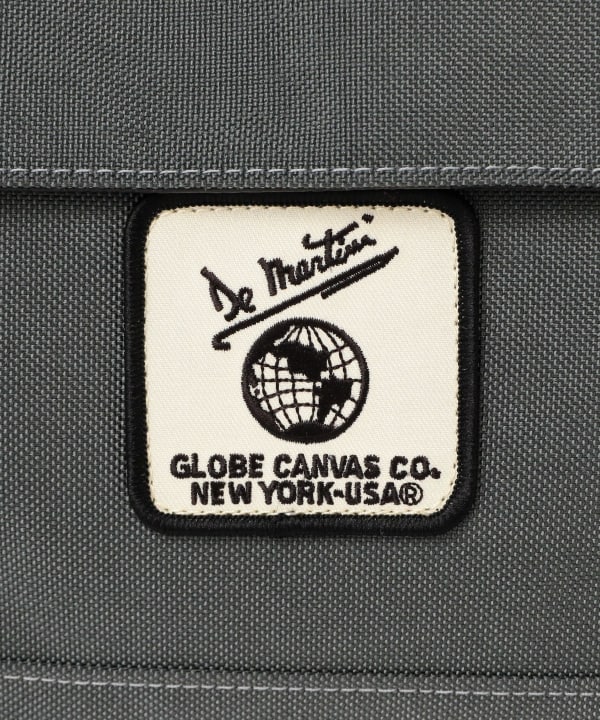 De Martini
GLOBE CANVAS CO.
NEW YORK-USA®